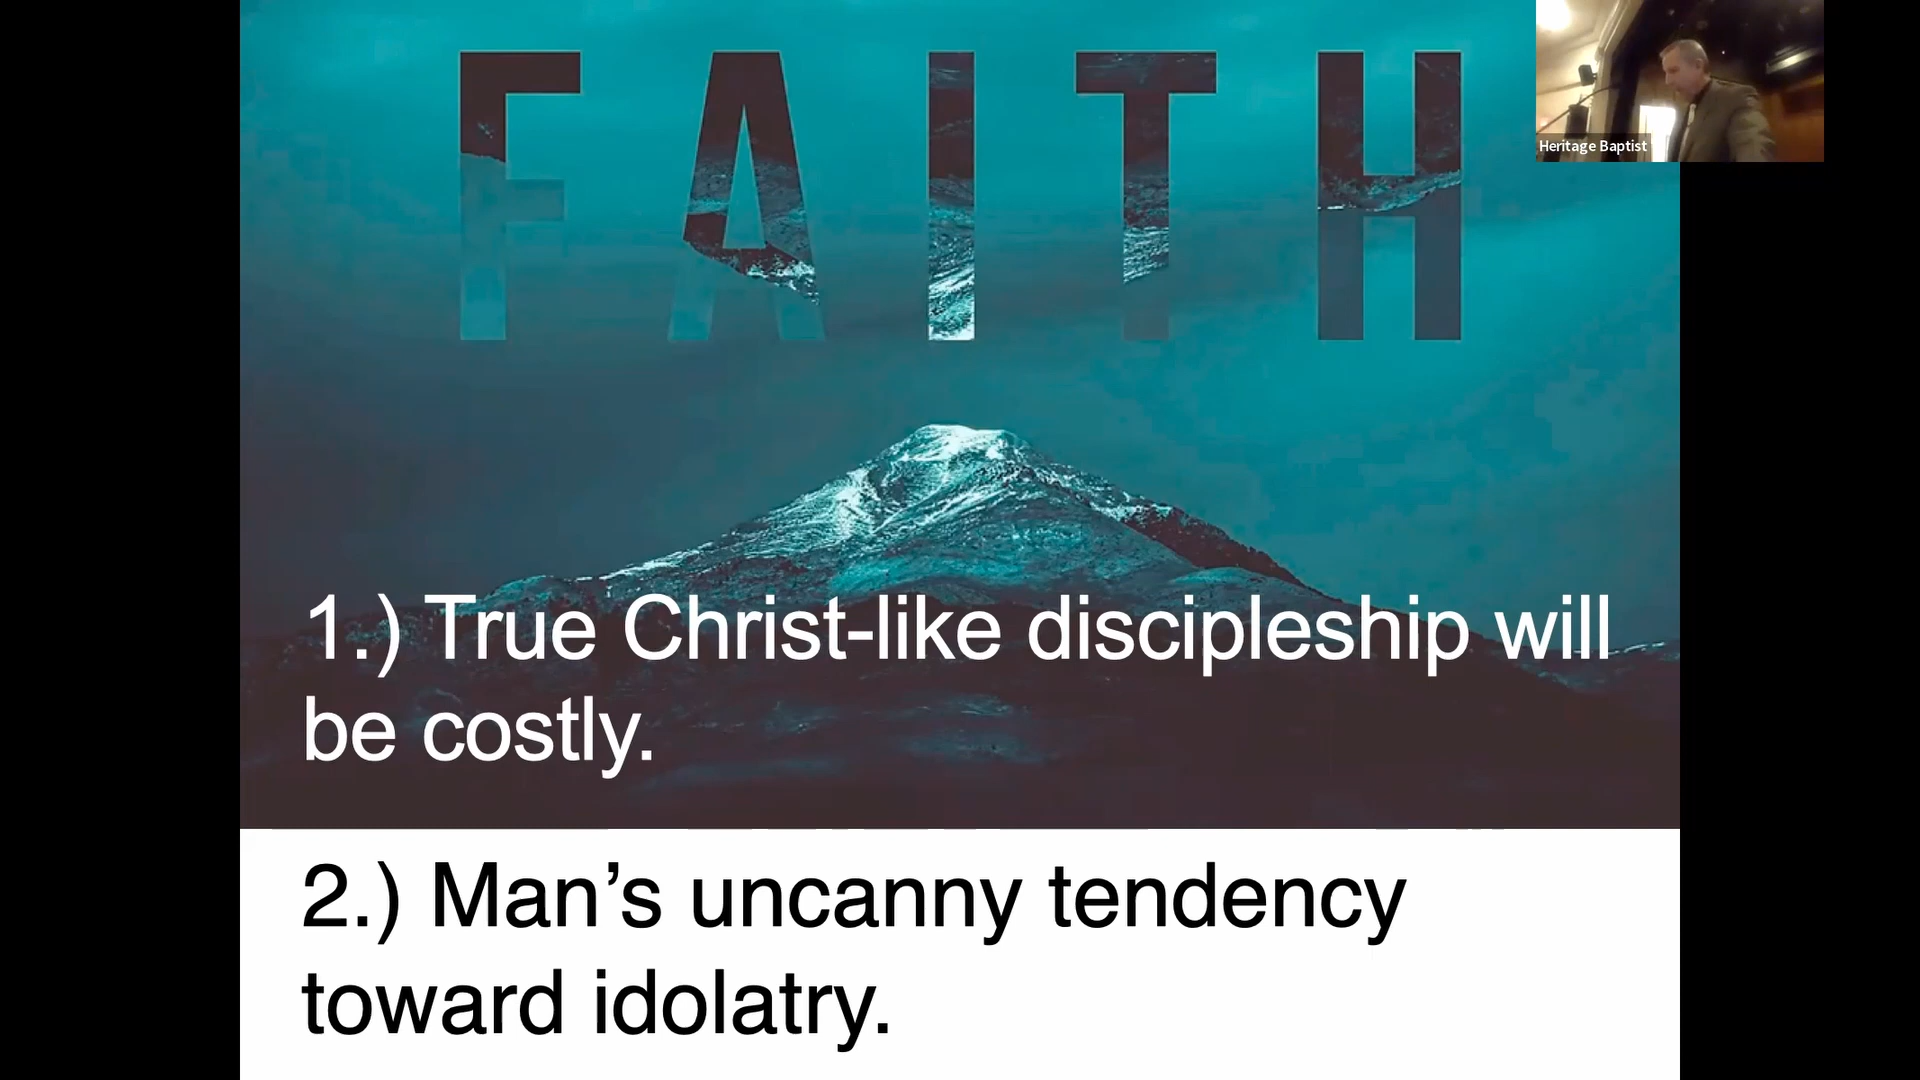 FAITH
Heritage Baptist
1.) True Christ-like discipleship will
be costly.
2.) Man’s uncanny tendency
toward idolatry.